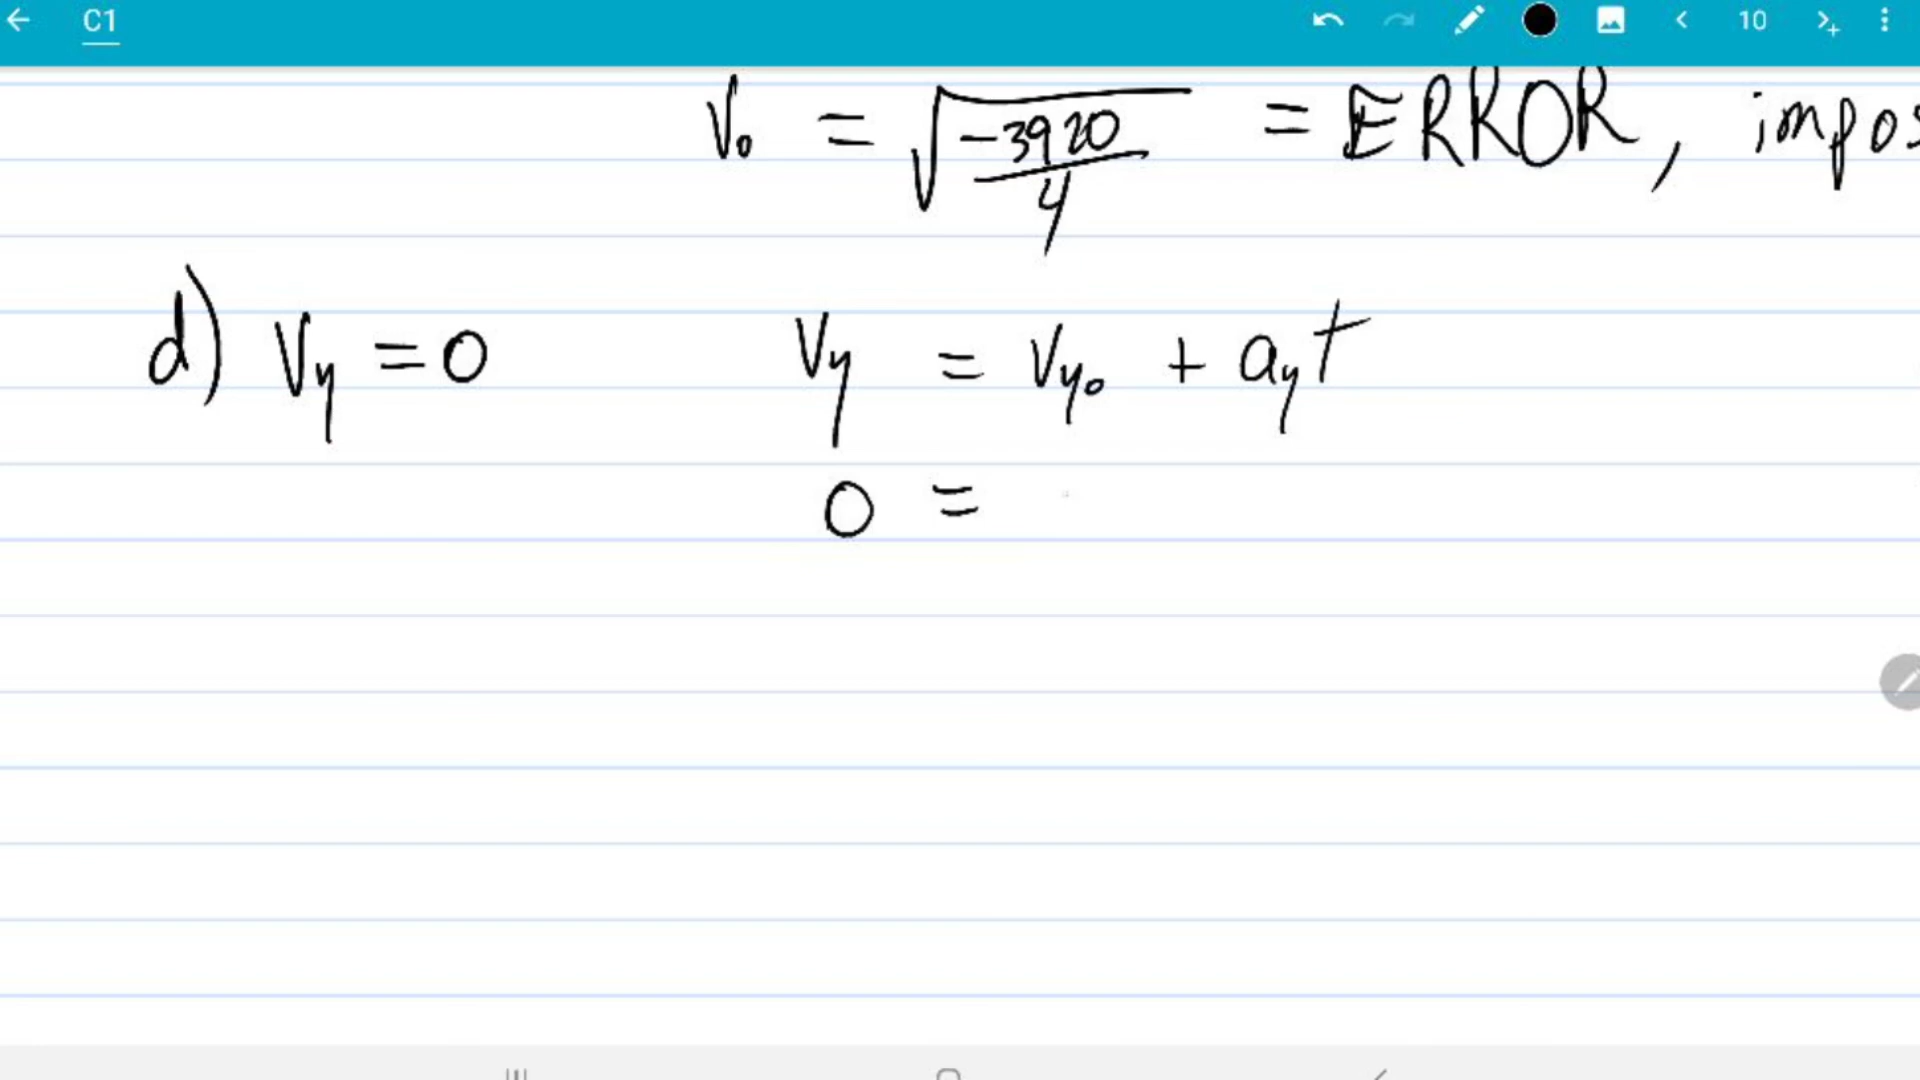 C1 10
V₀ = √(-3920/4) = ERROR, impos
d) Vy = 0 Vy = Vy₀ + ayt
0 =